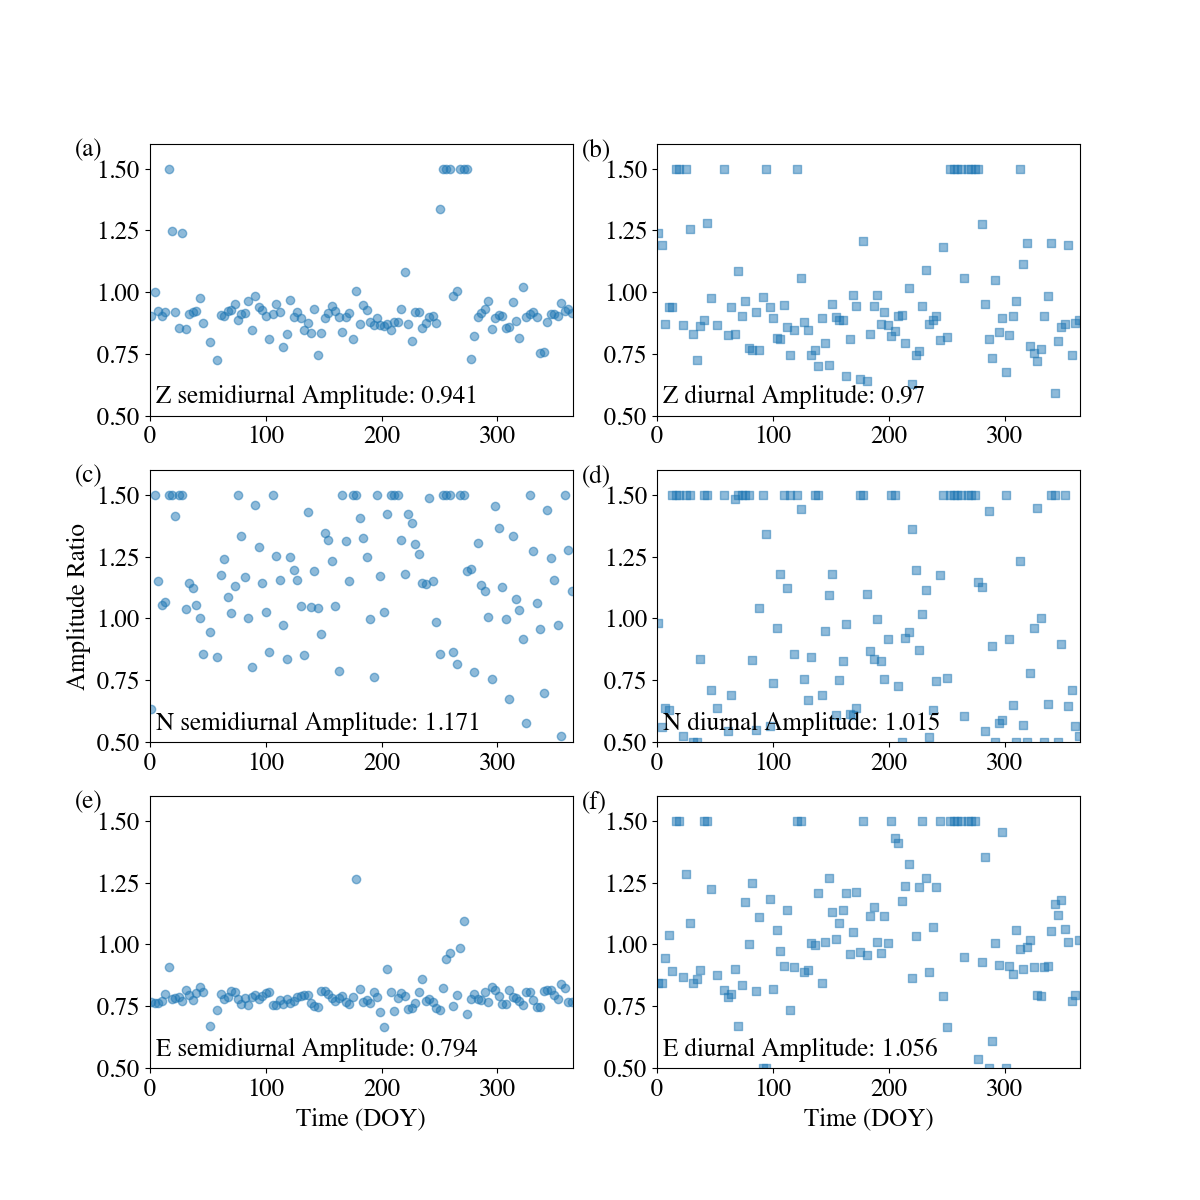 (a)
1.50
1.25
1.00
0.75
0.50
Z semidiurnal Amplitude: 0.941
0 100 200 300
(b)
1.50
1.25
1.00
0.75
0.50
Z diurnal Amplitude: 0.97
0 100 200 300
Amplitude Ratio
(c)
1.50
1.25
1.00
0.75
0.50
N semidiurnal Amplitude: 1.171
0 100 200 300
(d)
1.50
1.25
1.00
0.75
0.50
N diurnal Amplitude: 1.015
0 100 200 300
(e)
1.50
1.25
1.00
0.75
0.50
E semidiurnal Amplitude: 0.794
0 100 200 300
Time (DOY)
(f)
1.50
1.25
1.00
0.75
0.50
E diurnal Amplitude: 1.056
0 100 200 300
Time (DOY)